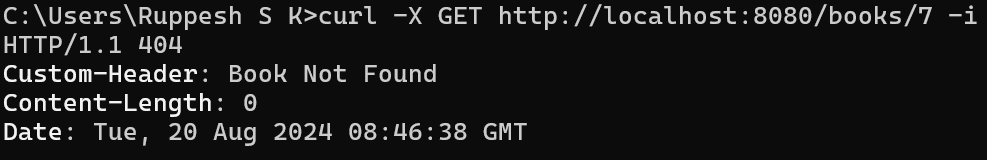 C:\Users\Ruppesh S K>curl -X GET http://localhost:8080/books/7 -i
HTTP/1.1 404
Custom-Header: Book Not Found
Content-Length: 0
Date: Tue, 20 Aug 2024 08:46:38 GMT